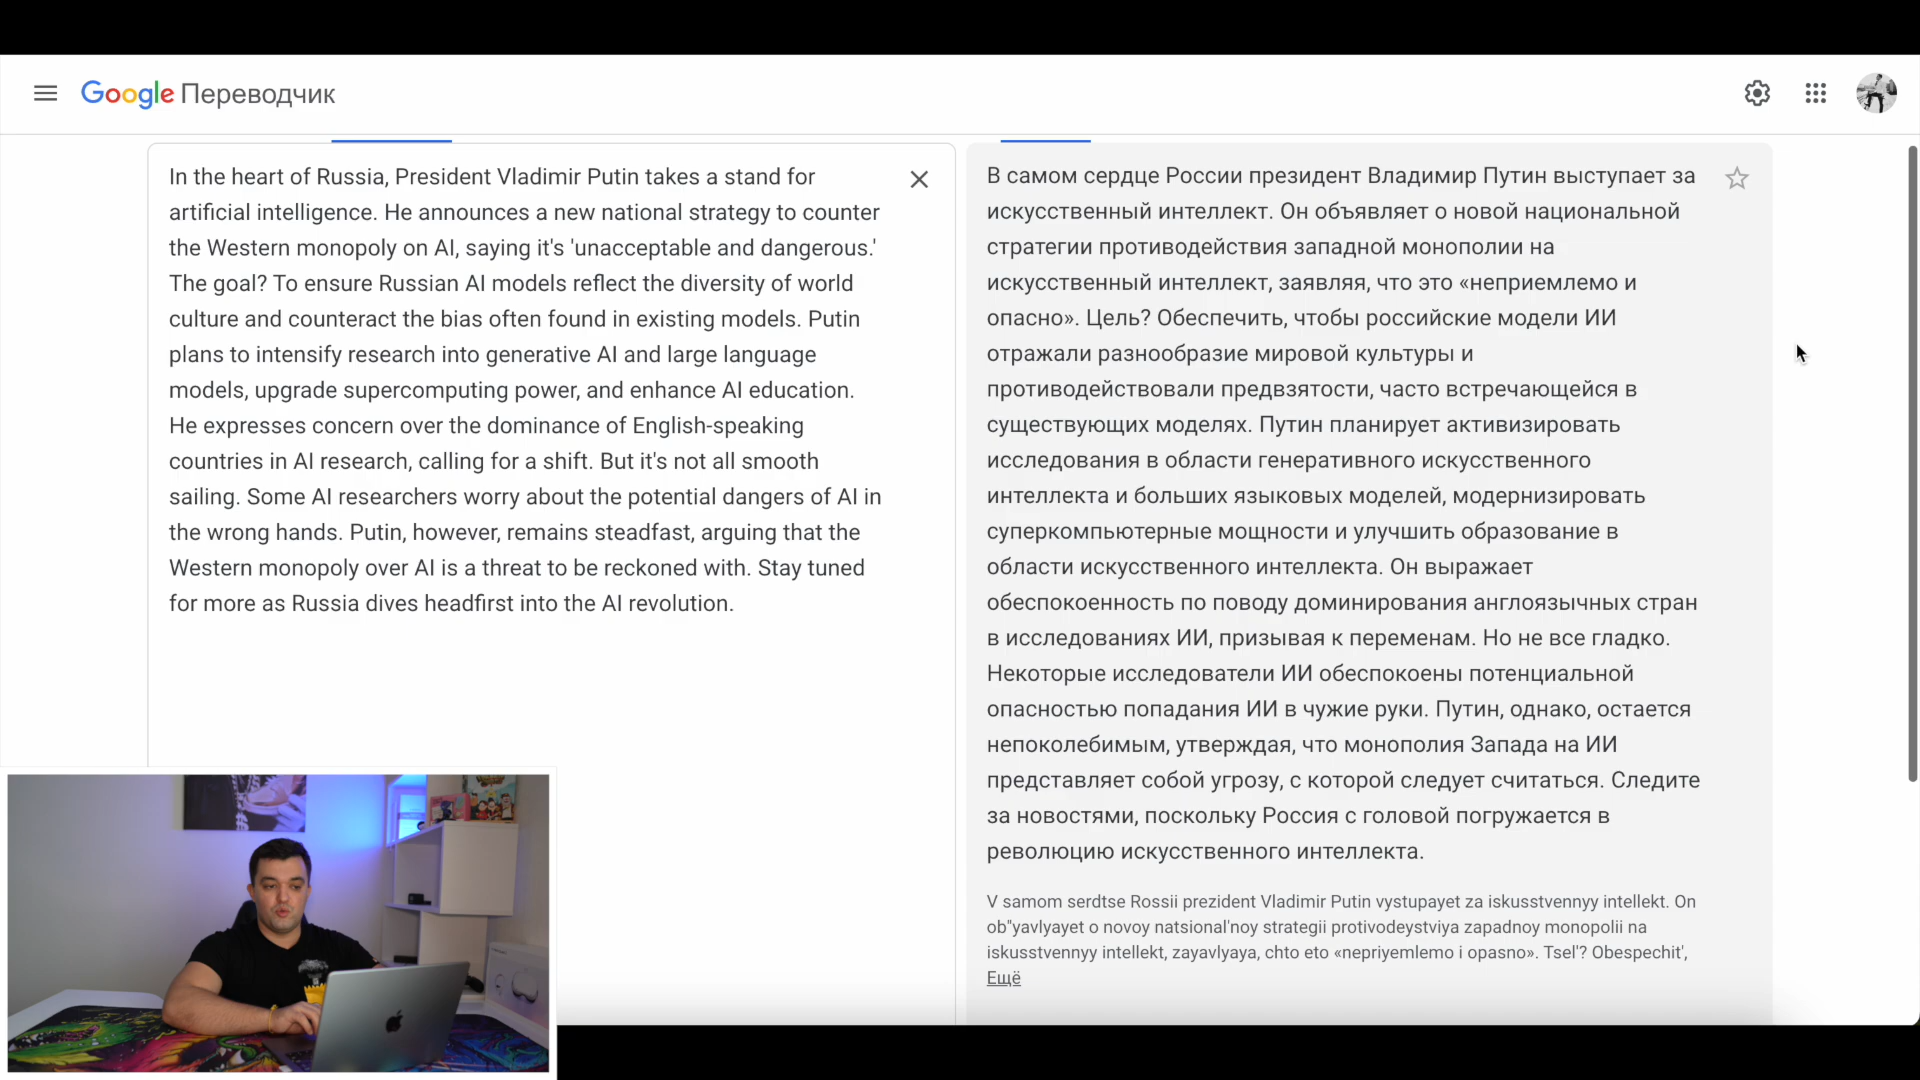 Google Переводчик
In the heart of Russia, President Vladimir Putin takes a stand for
artificial intelligence. He announces a new national strategy to counter
the Western monopoly on AI, saying it's 'unacceptable and dangerous.'
The goal? To ensure Russian AI models reflect the diversity of world
culture and counteract the bias often found in existing models. Putin
plans to intensify research into generative AI and large language
models, upgrade supercomputing power, and enhance AI education.
He expresses concern over the dominance of English-speaking
countries in AI research, calling for a shift. But it's not all smooth
sailing. Some AI researchers worry about the potential dangers of AI in
the wrong hands. Putin, however, remains steadfast, arguing that the
Western monopoly over AI is a threat to be reckoned with. Stay tuned
for more as Russia dives headfirst into the AI revolution.
В самом сердце России президент Владимир Путин выступает за
искусственный интеллект. Он объявляет о новой национальной
стратегии противодействия западной монополии на
искусственный интеллект, заявляя, что это «неприемлемо и
опасно». Цель? Обеспечить, чтобы российские модели ИИ
отражали разнообразие мировой культуры и
противодействовали предвзятости, часто встречающейся в
существующих моделях. Путин планирует активизировать
исследования в области генеративного искусственного
интеллекта и больших языковых моделей, модернизировать
суперкомпьютерные мощности и улучшить образование в
области искусственного интеллекта. Он выражает
обеспокоенность по поводу доминирования англоязычных стран
в исследованиях ИИ, призывая к переменам. Но не все гладко.
Некоторые исследователи ИИ обеспокоены потенциальной
опасностью попадания ИИ в чужие руки. Путин, однако, остается
непоколебимым, утверждая, что монополия Запада на ИИ
представляет собой угрозу, с которой следует считаться. Следите
за новостями, поскольку Россия с головой погружается в
революцию искусственного интеллекта.
V samom serdtse Rossii prezident Vladimir Putin vystupayet za iskusstvennyy intellekt. On
ob"yavlyayet o novoy natsional'noy strategii protivodeystviya zapadnoy monopolii na
iskusstvennyy intellekt, zayavlyaya, chto eto «nepriyemlemo i opasno». Tsel'? Obespechit',
Ещё